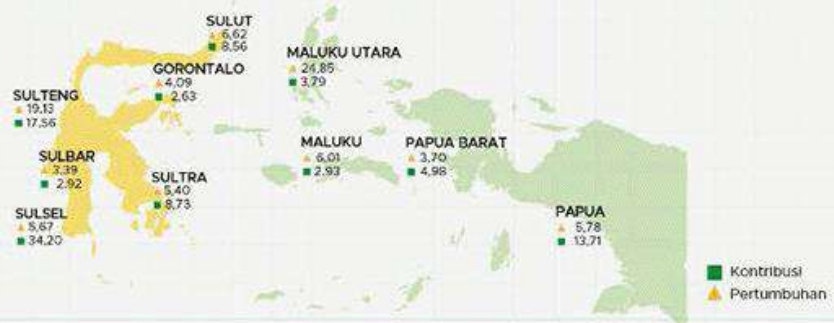 SULUT
6,62
8,56
MALUKU UTARA
24,85
3,79
GORONTALO
4,09
2,63
SULTENG
19,13
17,56
MALUKU
6,01
2,93
PAPUA BARAT
3,70
4,98
SULBAR
3,39
2,92
SULTRA
5,40
8,73
SULSEL
5,67
34,20
PAPUA
5,78
13,71
Kontribusi
Pertumbuhan